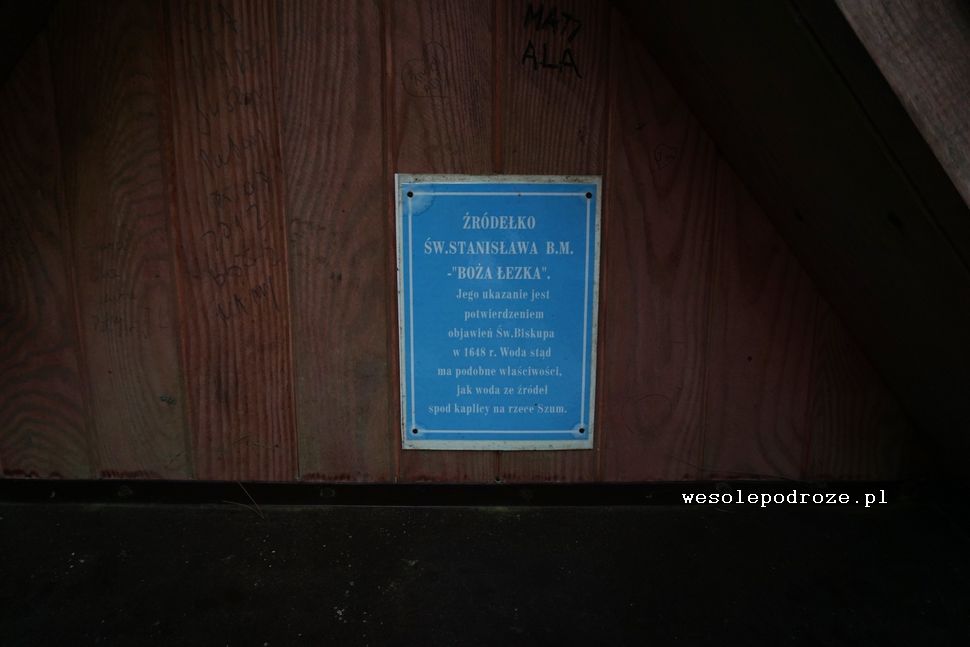 MATI
ALA
ŹRÓDEŁKO
ŚW.STANISŁAWA B.M.
-"BOŻA ŁEZKA".
Jego ukazanie jest
potwierdzeniem
objawień Św.Biskupa
w 1648 r. Woda stąd
ma podobne właściwości,
jak woda ze źródeł
spod kaplicy na rzece Szum.
wesolepodroze.pl